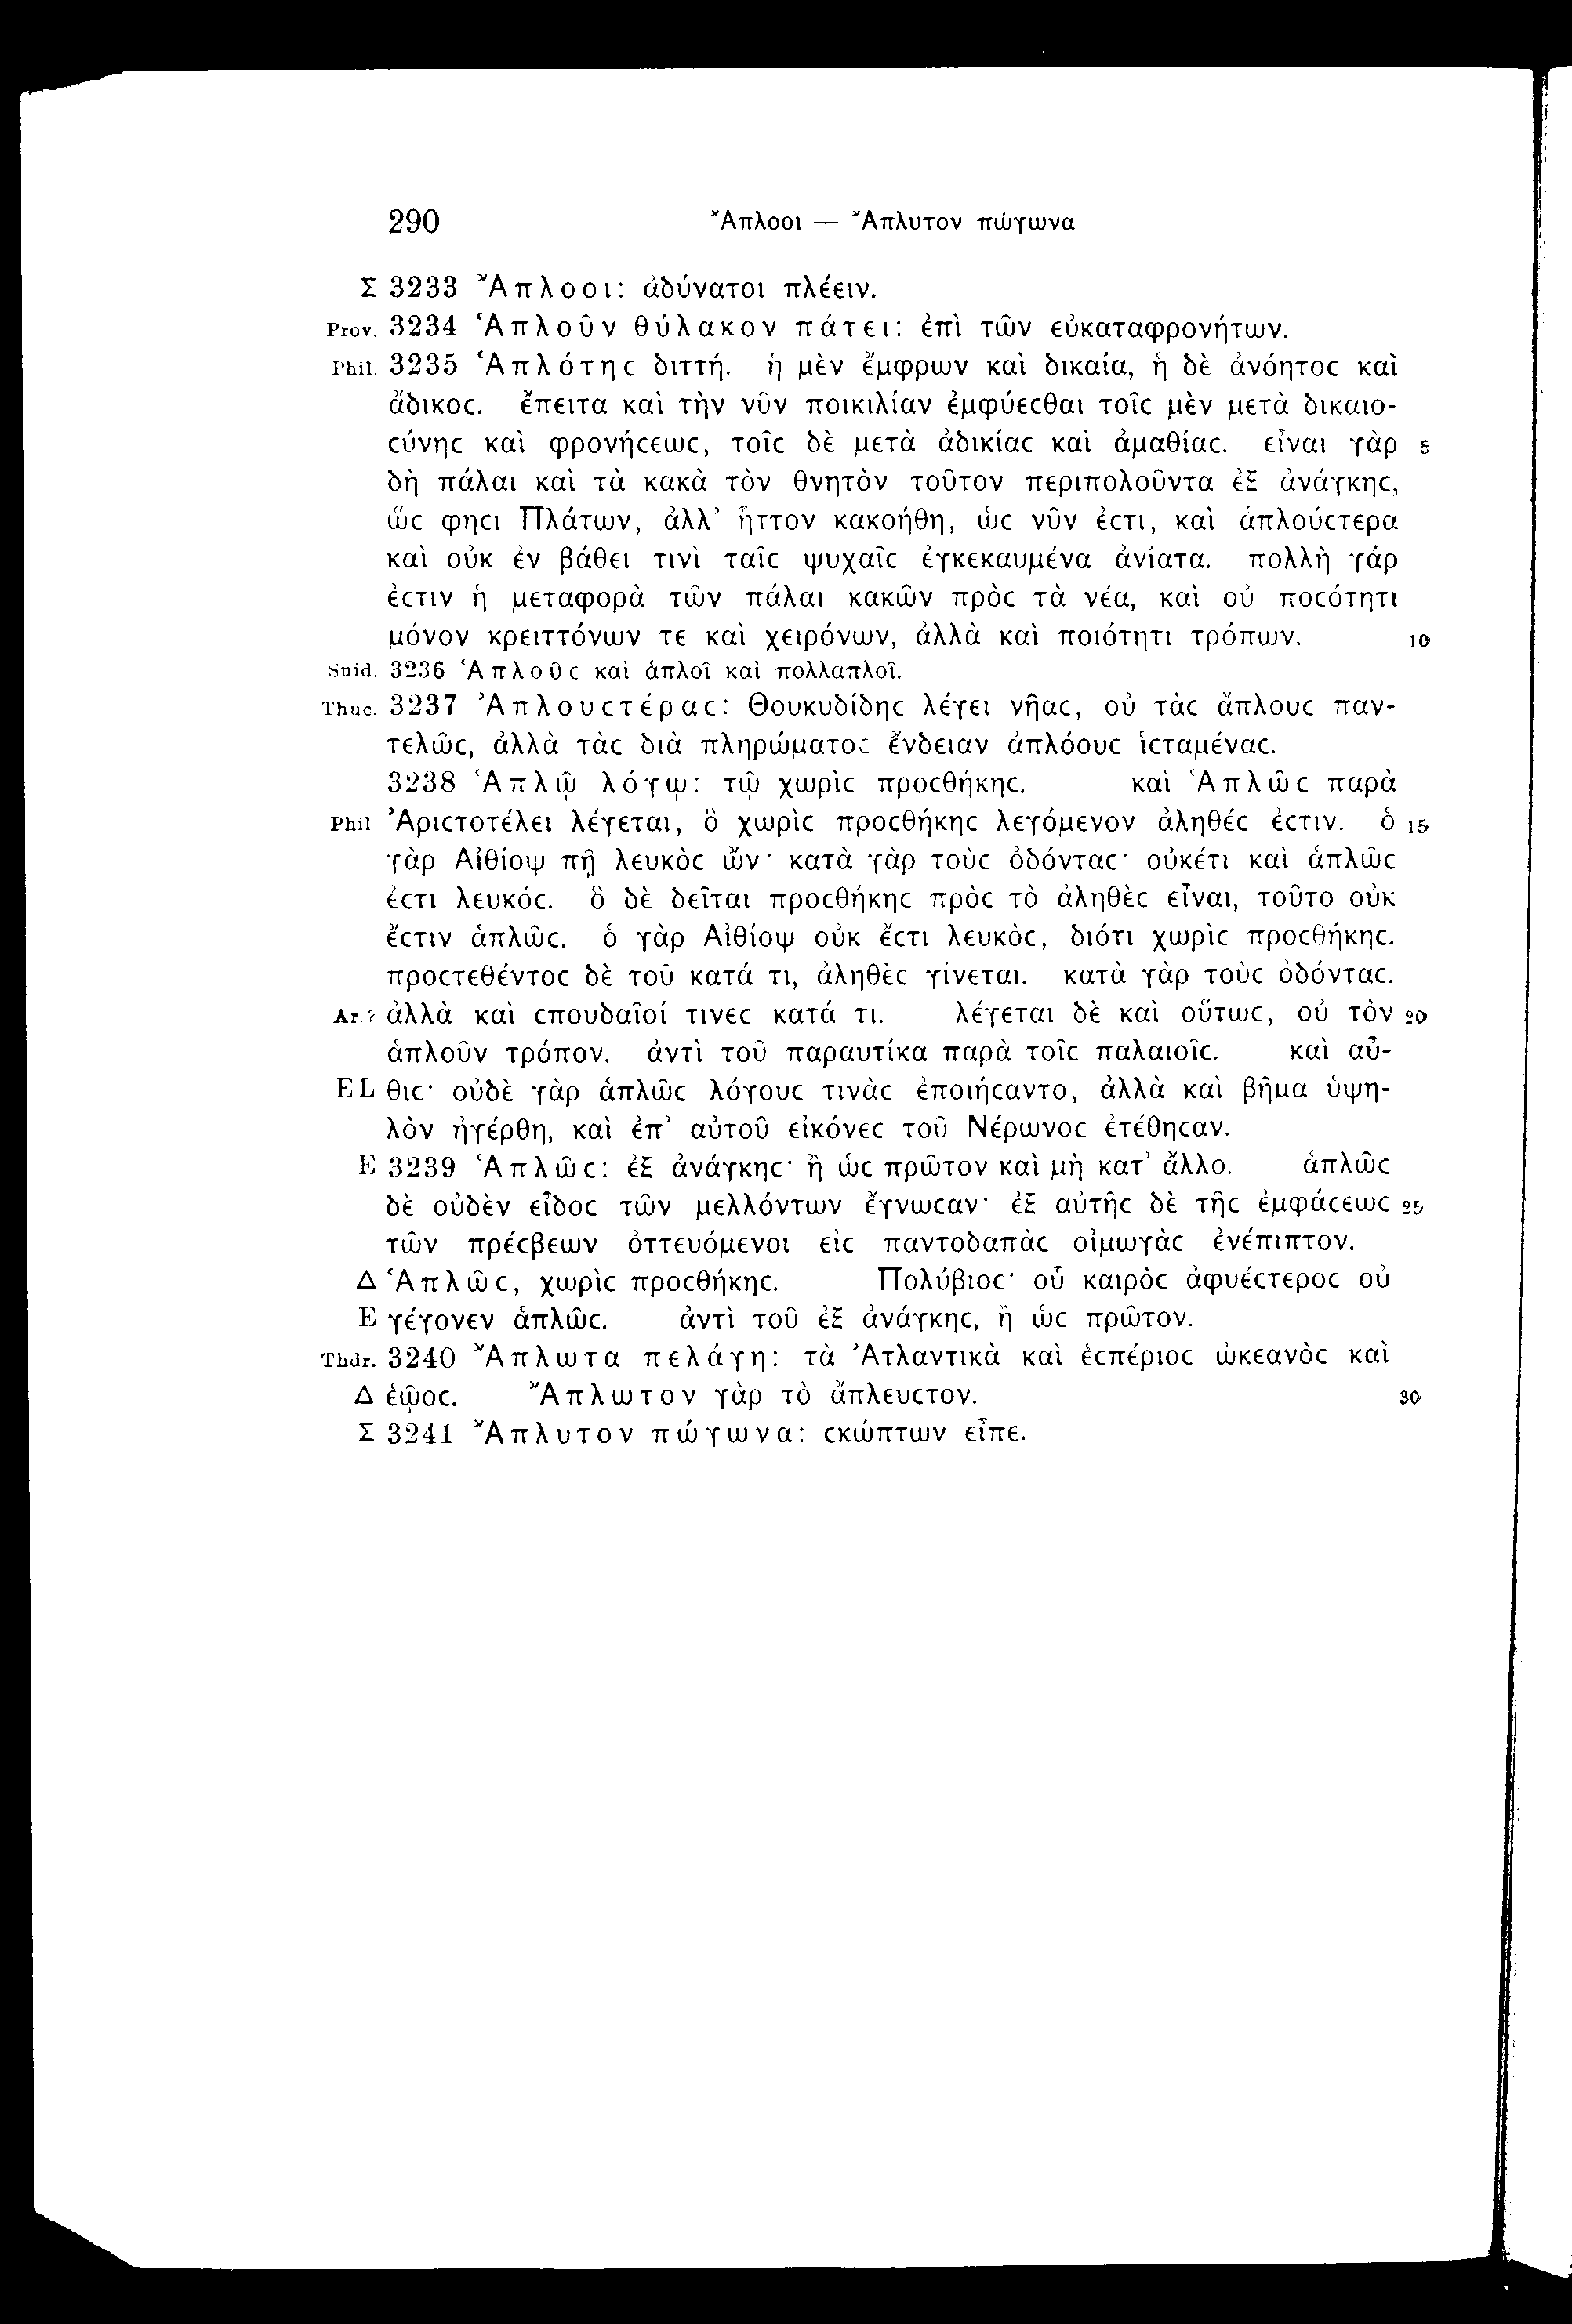 290 Ἄπλοοι — Ἄπλυτον πώγωνα
Σ 3233 Ἄπλοοι: ἀδύνατοι πλέειν.
Prov. 3234 Ἁπλοῦν θύλακον πάτει: ἐπὶ τῶν εὐκαταφρονήτων.
Phil. 3235 Ἁπλότηϲ διττή. ἡ μὲν ἔμφρων καὶ δικαία, ἡ δὲ ἀνόητοϲ καὶ
ἄδικοϲ. ἔπειτα καὶ τὴν νῦν ποικιλίαν ἐμφύεϲθαι τοῖϲ μὲν μετὰ δικαιο-
ϲύνηϲ καὶ φρονήϲεωϲ, τοῖϲ δὲ μετὰ ἀδικίαϲ καὶ ἀμαθίαϲ. εἶναι γὰρ 5
δὴ πάλαι καὶ τὰ κακὰ τὸν θνητὸν τοῦτον περιπολοῦντα ἐξ ἀνάγκηϲ,
ὥϲ φηϲι Πλάτων, ἀλλ’ ἧττον κακοήθη, ὡϲ νῦν ἐϲτι, καὶ ἁπλούϲτερα
καὶ οὐκ ἐν βάθει τινὶ ταῖϲ ψυχαῖϲ ἐγκεκαυμένα ἀνίατα. πολλὴ γάρ
ἐϲτιν ἡ μεταφορὰ τῶν πάλαι κακῶν πρὸϲ τὰ νέα, καὶ οὐ ποϲότητι
μόνον κρειττόνων τε καὶ χειρόνων, ἀλλὰ καὶ ποιότητι τρόπων. 10
Suid. 3236 Ἁπλοῦϲ καὶ ἁπλοῖ καὶ πολλαπλοῖ.
Thuc. 3237 Ἀπλουϲτέραϲ: Θουκυδίδηϲ λέγει νῆαϲ, οὐ τὰϲ ἄπλουϲ παν-
τελῶϲ, ἀλλὰ τὰϲ διὰ πληρώματοϲ ἔνδειαν ἀπλόουϲ ἱϲταμέναϲ.
3238 Ἁπλῷ λόγῳ: τῷ χωρὶϲ προϲθήκηϲ. καὶ Ἁπλῶϲ παρὰ
Phil Ἀριϲτοτέλει λέγεται, ὃ χωρὶϲ προϲθήκηϲ λεγόμενον ἀληθέϲ ἐϲτιν. ὁ 15
γὰρ Αἰθίοψ πῇ λευκὸϲ ὤν· κατὰ γὰρ τοὺϲ ὀδόνταϲ· οὐκέτι καὶ ἁπλῶϲ
ἐϲτι λευκόϲ. ὃ δὲ δεῖται προϲθήκηϲ πρὸϲ τὸ ἀληθὲϲ εἶναι, τοῦτο οὐκ
ἔϲτιν ἁπλῶϲ. ὁ γὰρ Αἰθίοψ οὐκ ἔϲτι λευκὸϲ, διότι χωρὶϲ προϲθήκηϲ.
προϲτεθέντοϲ δὲ τοῦ κατά τι, ἀληθὲϲ γίνεται. κατὰ γὰρ τοὺϲ ὀδόνταϲ.
Ar.? ἀλλὰ καὶ ϲπουδαῖοί τινεϲ κατά τι. λέγεται δὲ καὶ οὕτωϲ, οὐ τὸν 20
ἁπλοῦν τρόπον. ἀντὶ τοῦ παραυτίκα παρὰ τοῖϲ παλαιοῖϲ. καὶ αὖ-
EL θιϲ· οὐδὲ γὰρ ἁπλῶϲ λόγουϲ τινὰϲ ἐποιήϲαντο, ἀλλὰ καὶ βῆμα ὑψη-
λὸν ἠγέρθη, καὶ ἐπ’ αὐτοῦ εἰκόνεϲ τοῦ Νέρωνοϲ ἐτέθηϲαν.
E 3239 Ἁπλῶϲ: ἐξ ἀνάγκηϲ· ἢ ὡϲ πρῶτον καὶ μὴ κατ’ ἄλλο. ἁπλῶϲ
δὲ οὐδὲν εἶδοϲ τῶν μελλόντων ἔγνωϲαν· ἐξ αὐτῆϲ δὲ τῆϲ ἐμφάϲεωϲ 25
τῶν πρέϲβεων ὀττευόμενοι εἰϲ παντοδαπὰϲ οἰμωγὰϲ ἐνέπιπτον.
Δ Ἁπλῶϲ, χωρὶϲ προϲθήκηϲ. Πολύβιοϲ· οὗ καιρὸϲ ἀφυέϲτεροϲ οὐ
E γέγονεν ἁπλῶϲ. ἀντὶ τοῦ ἐξ ἀνάγκηϲ, ἢ ὡϲ πρῶτον.
Thdr. 3240 Ἄπλωτα πελάγη: τὰ Ἀτλαντικὰ καὶ ἑϲπέριοϲ ὠκεανὸϲ καὶ
Δ ἑῷοϲ. Ἄπλωτον γὰρ τὸ ἄπλευϲτον. 30
Σ 3241 Ἄπλυτον πώγωνα: ϲκώπτων εἶπε.